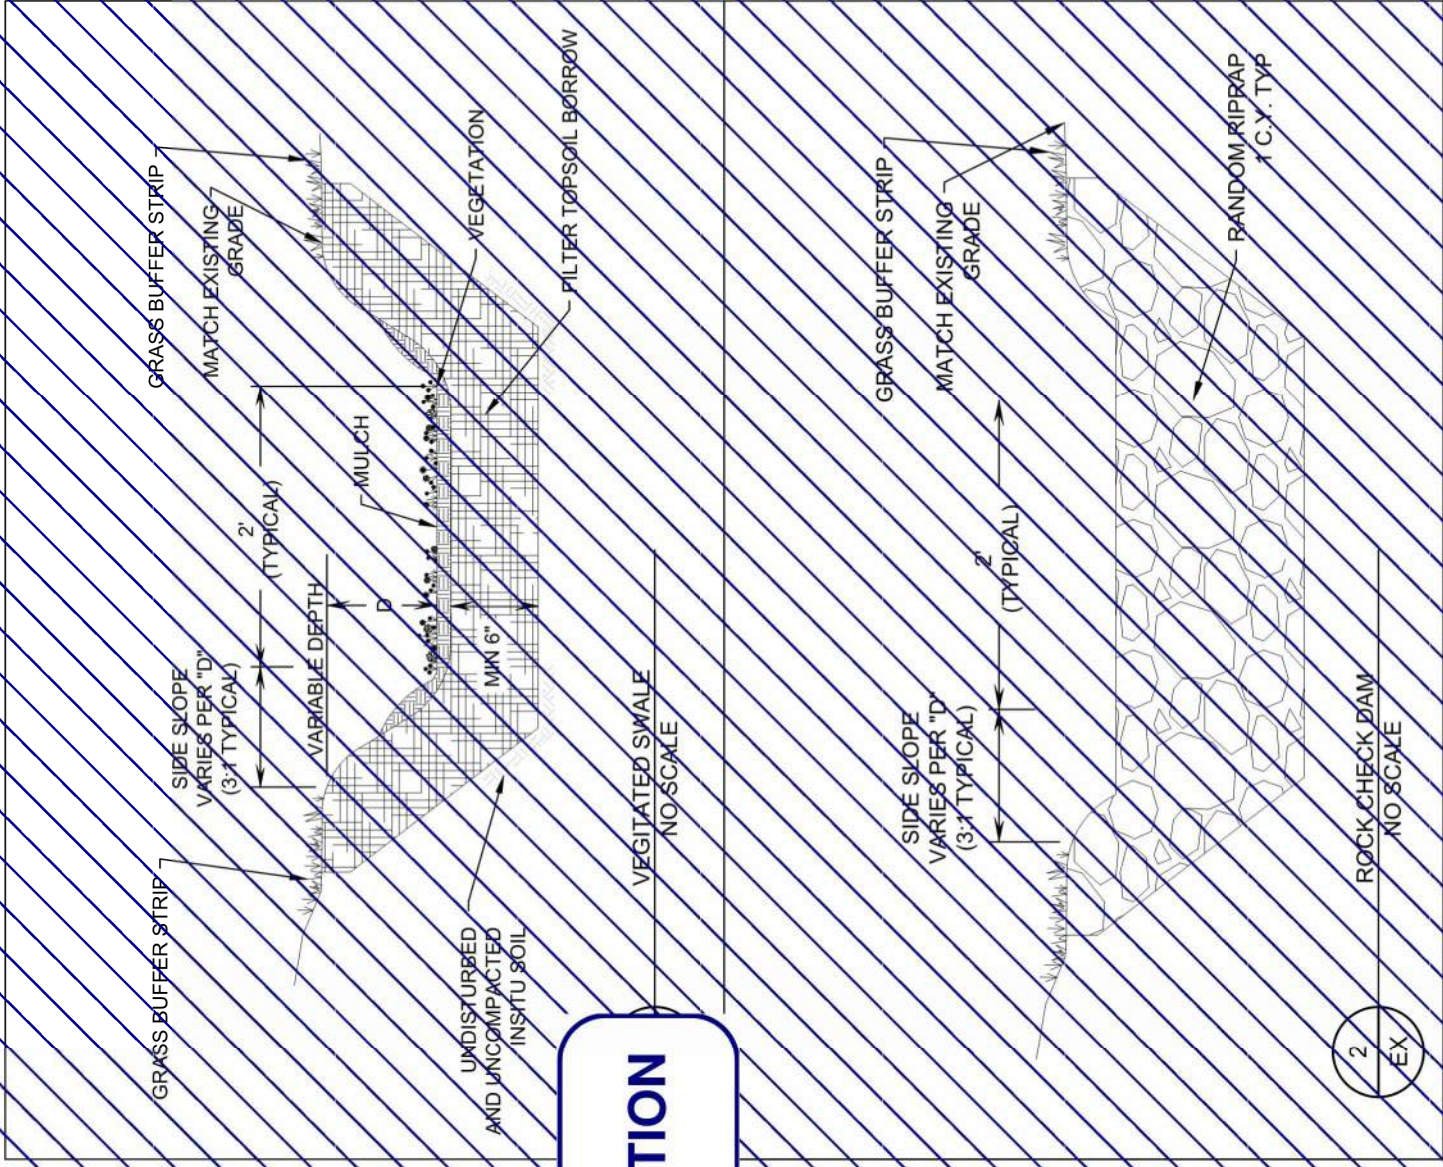 GRASS BUFFER STRIP
GRASS BUFFER STRIP
SIDE SLOPE
VARIES PER "D"
(3:1 TYPICAL)
2'
(TYPICAL)
MATCH EXISTING
GRADE
VARIABLE DEPTH
D
MULCH
VEGETATION
MIN 6"
FILTER TOPSOIL BORROW
UNDISTURBED
AND UNCOMPACTED
INSITU SOIL
VEGITATED SWALE
NO SCALE
TION
GRASS BUFFER STRIP
MATCH EXISTING
GRADE
SIDE SLOPE
VARIES PER "D"
(3:1 TYPICAL)
2'
(TYPICAL)
RANDOM RIPRAP
1 C.Y. TYP
2
EX
ROCK CHECK DAM
NO SCALE